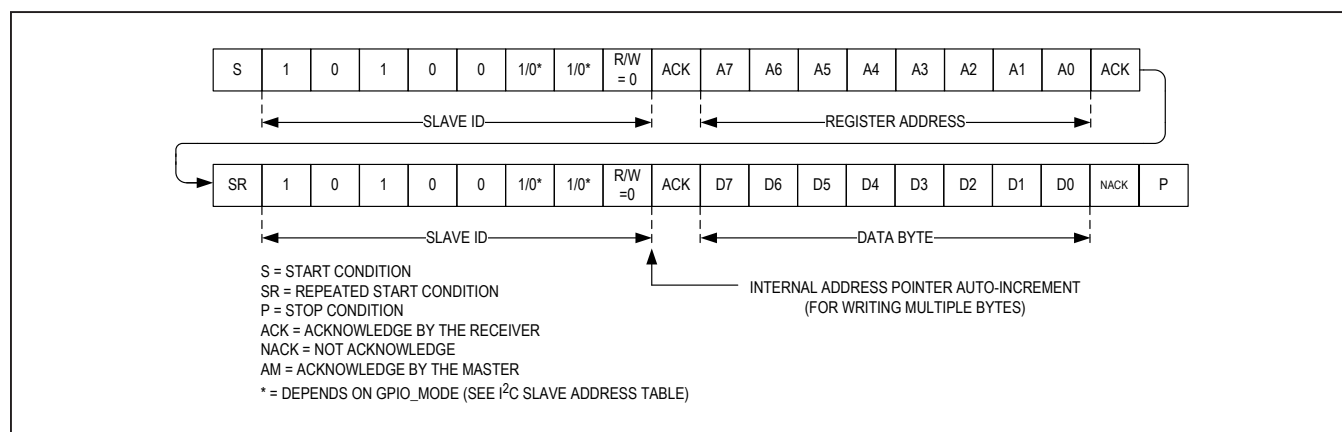 S 1 0 1 0 0 1/0* 1/0* R/W = 0 ACK A7 A6 A5 A4 A3 A2 A1 A0 ACK
SLAVE ID REGISTER ADDRESS
SR 1 0 1 0 0 1/0* 1/0* R/W =0 ACK D7 D6 D5 D4 D3 D2 D1 D0 NACK P
SLAVE ID DATA BYTE
S = START CONDITION
SR = REPEATED START CONDITION
P = STOP CONDITION
ACK = ACKNOWLEDGE BY THE RECEIVER
NACK = NOT ACKNOWLEDGE
AM = ACKNOWLEDGE BY THE MASTER
* = DEPENDS ON GPIO_MODE (SEE I²C SLAVE ADDRESS TABLE)
INTERNAL ADDRESS POINTER AUTO-INCREMENT
(FOR WRITING MULTIPLE BYTES)